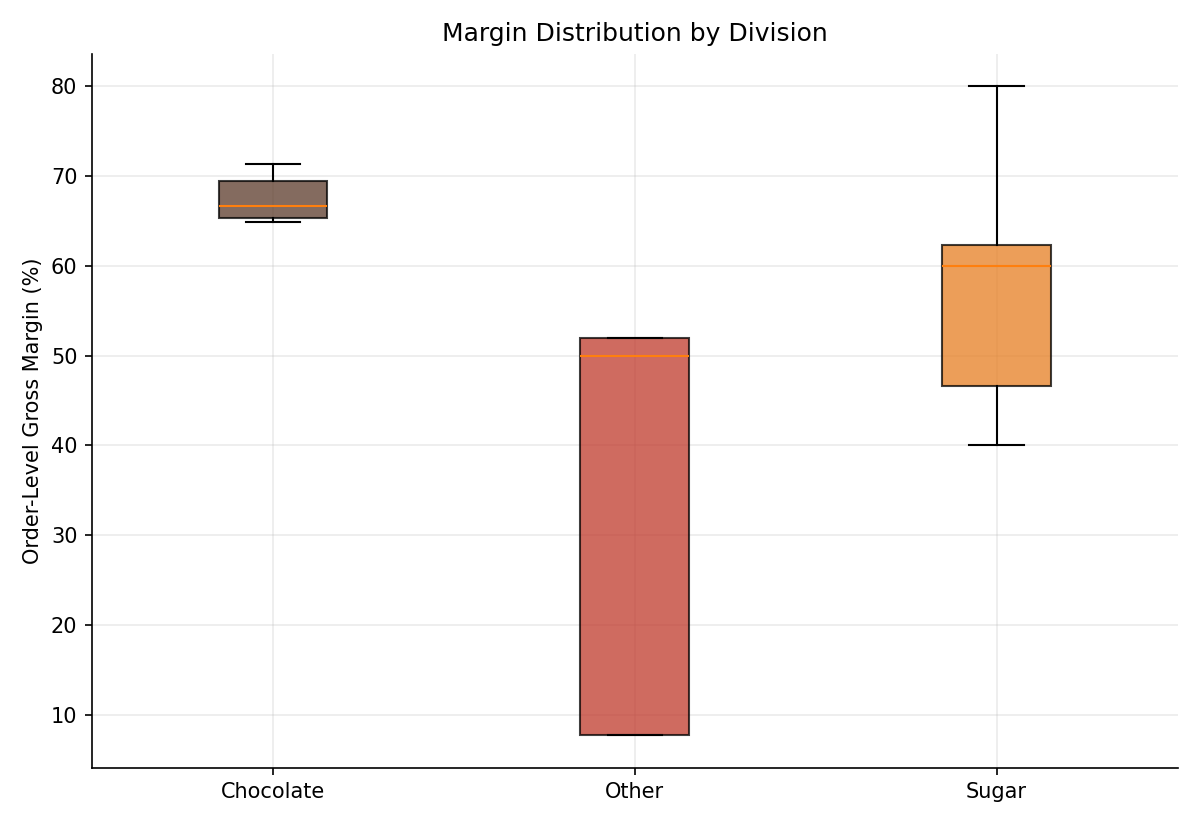 Margin Distribution by Division
Order-Level Gross Margin (%)
80
70
60
50
40
30
20
10
Chocolate
Other
Sugar